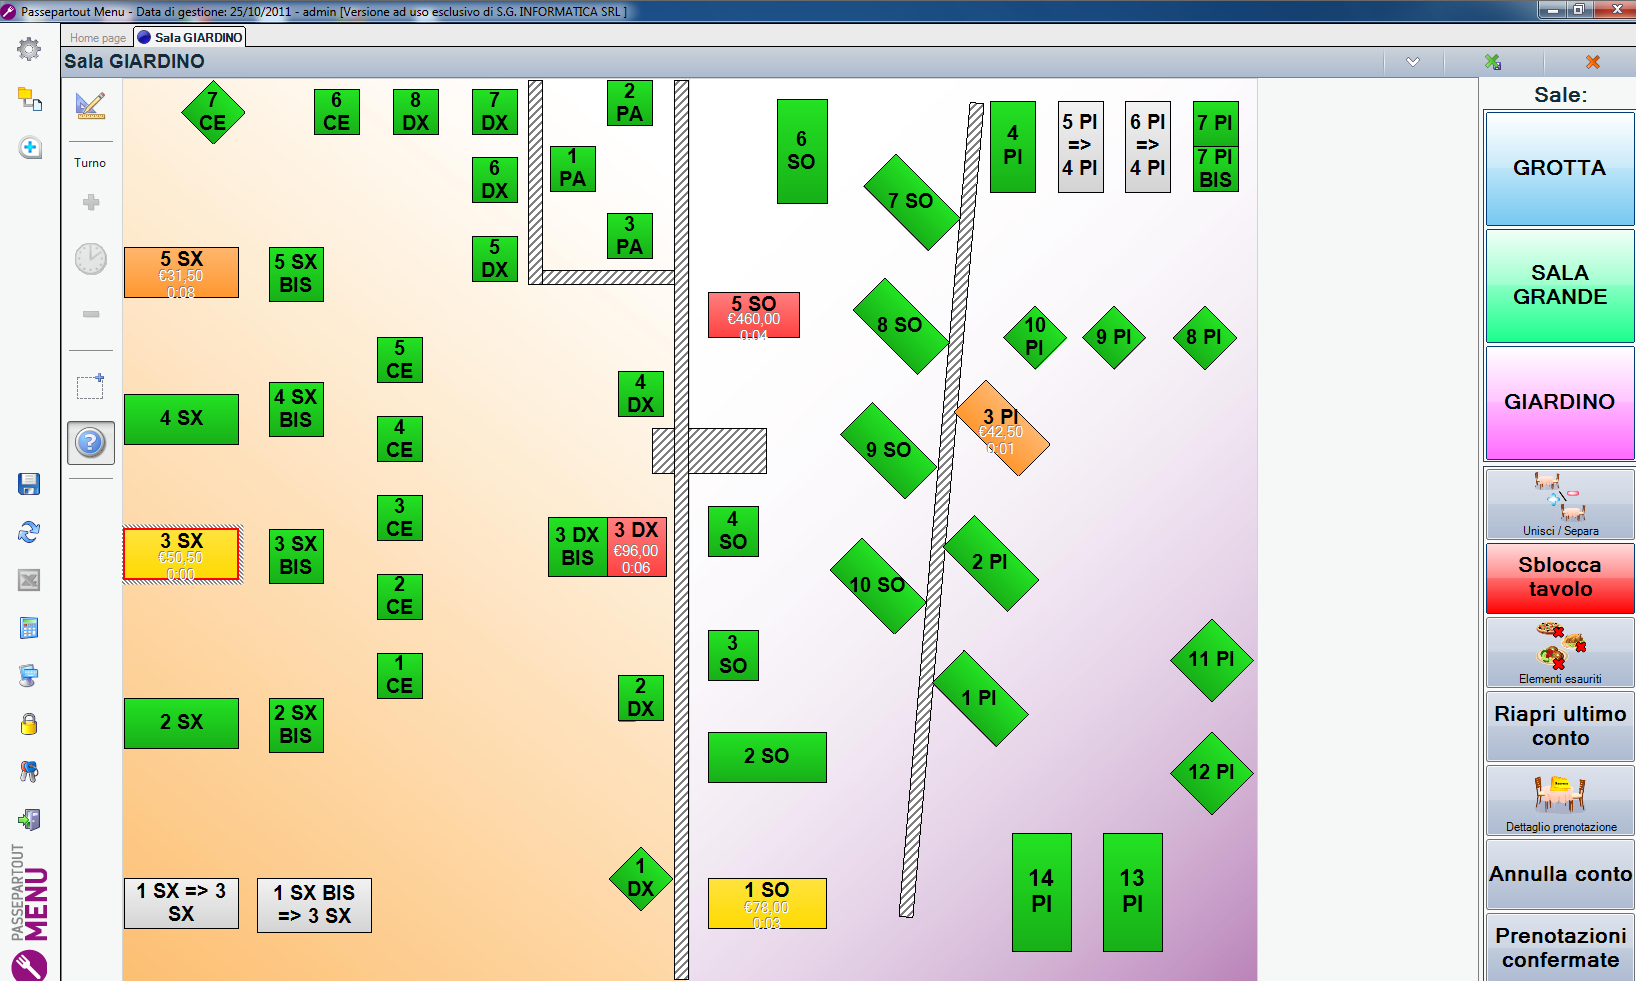 Passepartout Menu - Data di gestione: 25/10/2011 - admin [Versione ad uso esclusivo di S.G. INFORMATICA SRL ]
Home page
Sala GIARDINO
Sala GIARDINO
Turno
7
CE
6
CE
8
DX
7
DX
2
PA
1
PA
6
DX
3
PA
5
DX
5 SX
€31,50
0:08
5 SX
BIS
5
CE
4 SX
4 SX
BIS
4
CE
4
DX
3 SX
€50,50
0:00
3 SX
BIS
3
CE
3 DX
BIS
3 DX
€96,00
0:06
2
CE
1
CE
2 SX
2 SX
BIS
2
DX
1 SX => 3
SX
1 SX BIS
=> 3 SX
1
DX
6
SO
7 SO
5 SO
€460,00
0:04
8 SO
9 SO
4
SO
10 SO
3
SO
2 SO
1 SO
€78,00
0:03
4
PI
5 PI
=>
4 PI
6 PI
=>
4 PI
7 PI
7 PI
BIS
10
PI
9 PI
8 PI
3 PI
€42,50
0:01
2 PI
1 PI
11 PI
12 PI
14
PI
13
PI
Sale:
GROTTA
SALA
GRANDE
GIARDINO
Unisci / Separa
Sblocca
tavolo
Elementi esauriti
Riapri ultimo
conto
Dettaglio prenotazione
Annulla conto
Prenotazioni
confermate
PASSEPARTOUT
MENU